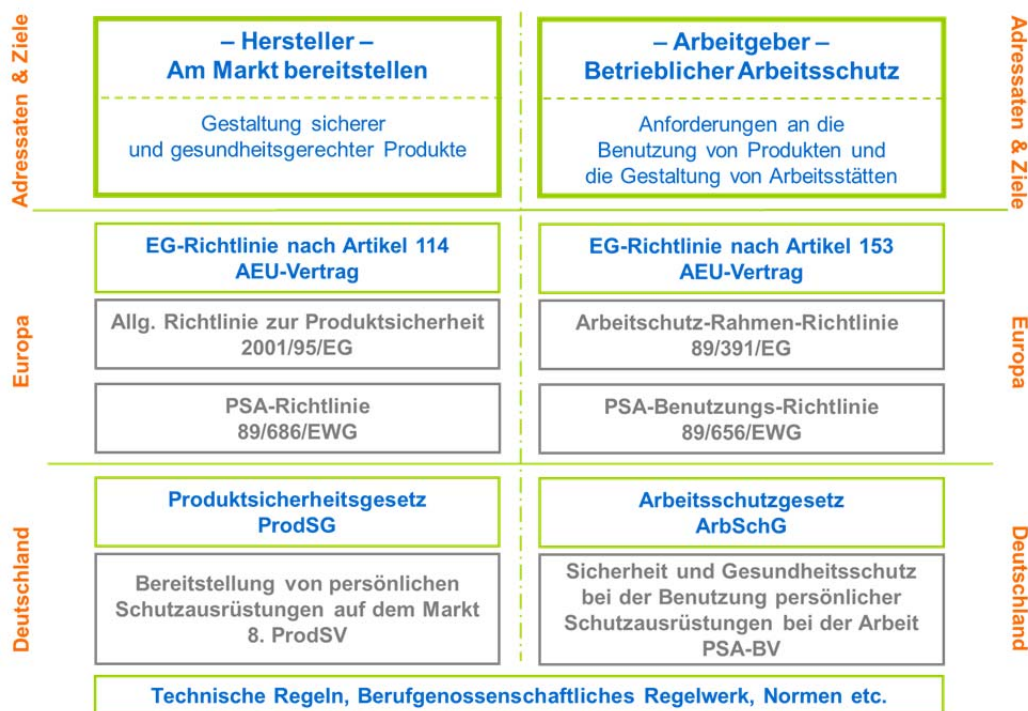 Adressaten & Ziele
– Hersteller –
Am Markt bereitstellen
Gestaltung sicherer
und gesundheitsgerechter Produkte
– Arbeitgeber –
Betrieblicher Arbeitsschutz
Anforderungen an die
Benutzung von Produkten und
die Gestaltung von Arbeitsstätten
Adressaten & Ziele
Europa
EG-Richtlinie nach Artikel 114
AEU-Vertrag
Allg. Richtlinie zur Produktsicherheit
2001/95/EG
PSA-Richtlinie
89/686/EWG
EG-Richtlinie nach Artikel 153
AEU-Vertrag
Arbeitschutz-Rahmen-Richtlinie
89/391/EG
PSA-Benutzungs-Richtlinie
89/656/EWG
Europa
Deutschland
Produktsicherheitsgesetz
ProdSG
Bereitstellung von persönlichen
Schutzausrüstungen auf dem Markt
8. ProdSV
Arbeitsschutzgesetz
ArbSchG
Sicherheit und Gesundheitsschutz
bei der Benutzung persönlicher
Schutzausrüstungen bei der Arbeit
PSA-BV
Deutschland
Technische Regeln, Berufgenossenschaftliches Regelwerk, Normen etc.